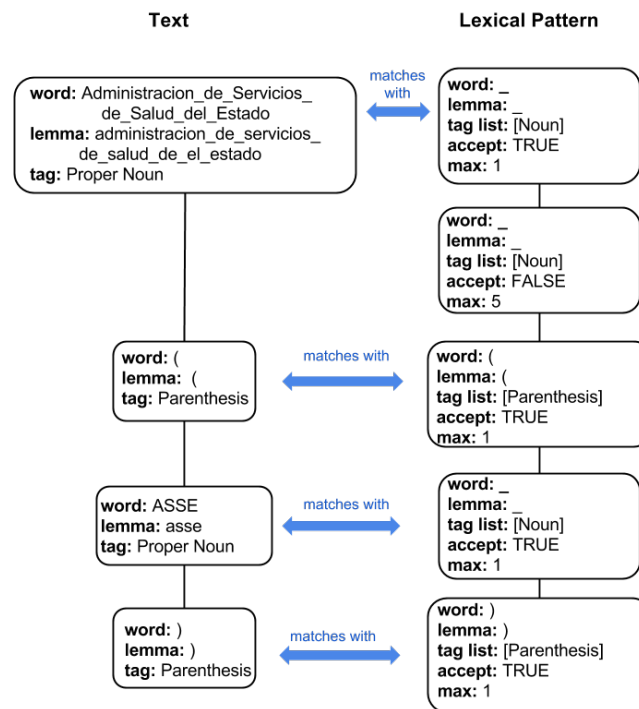 Text
Lexical Pattern
word: Administracion_de_Servicios_
de_Salud_del_Estado
lemma: administracion_de_servicios_
de_salud_de_el_estado
tag: Proper Noun
matches
with
word: _
lemma: _
tag list: [Noun]
accept: TRUE
max: 1
word: _
lemma: _
tag list: [Noun]
accept: FALSE
max: 5
word: (
lemma: (
tag: Parenthesis
matches with
word: (
lemma: (
tag list: [Parenthesis]
accept: TRUE
max: 1
word: ASSE
lemma: asse
tag: Proper Noun
matches with
word: _
lemma: _
tag list: [Noun]
accept: TRUE
max: 1
word: )
lemma: )
tag: Parenthesis
matches with
word: )
lemma: )
tag list: [Parenthesis]
accept: TRUE
max: 1